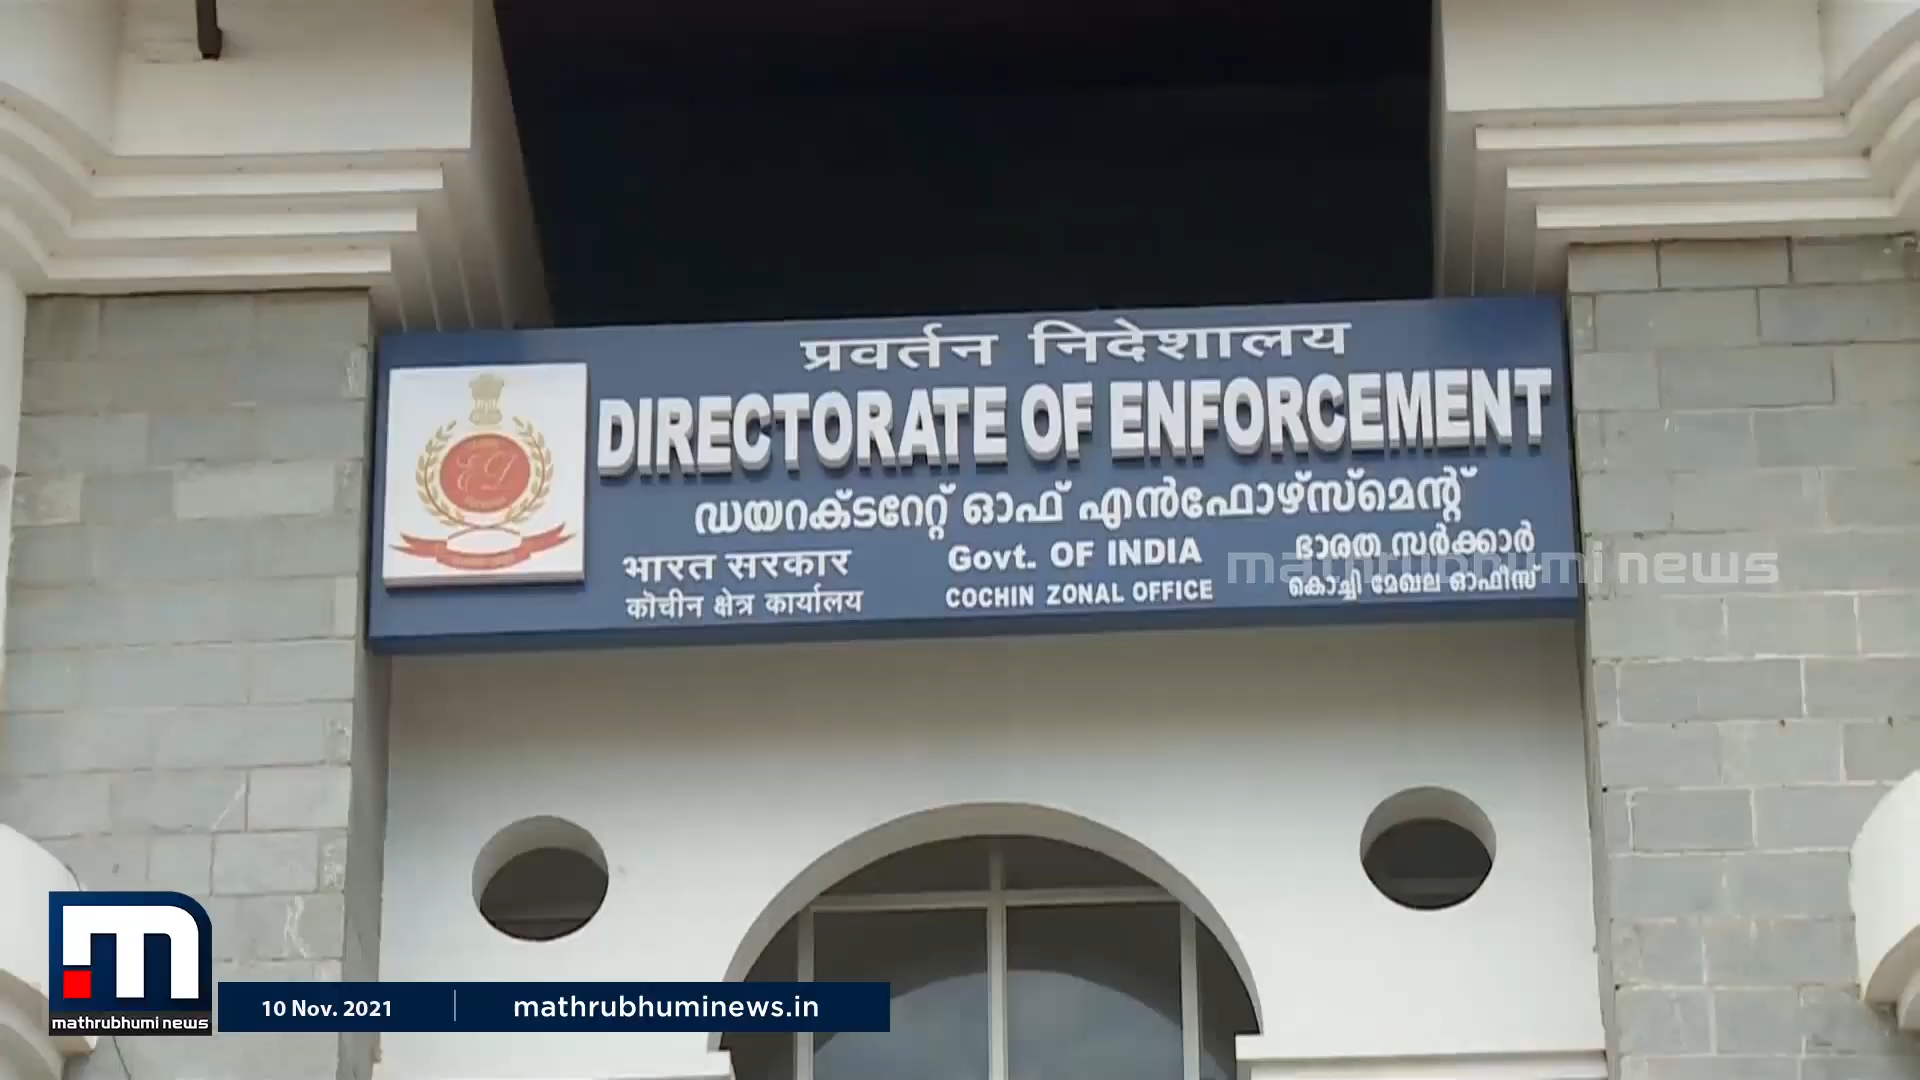 प्रवर्तन निदेशालय
DIRECTORATE OF ENFORCEMENT
ഡയറക്ടറേറ്റ് ഓഫ് എൻഫോഴ്സ്മെന്റ്
भारत सरकार Govt. OF INDIA ഭാരത സർക്കാർ
कोचीन क्षेत्र कार्यालय COCHIN ZONAL OFFICE കൊച്ചി മേഖല ഓഫീസ്
ED
mathrubhumi news
mathrubhumi news
10 Nov. 2021 mathrubhuminews.in